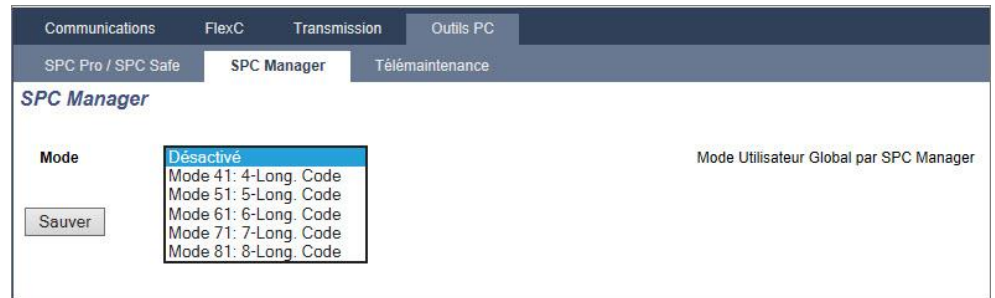 Communications FlexC Transmission Outils PC
SPC Pro / SPC Safe SPC Manager Télémaintenance
SPC Manager
Mode Désactivé Mode Utilisateur Global par SPC Manager
Mode 41: 4-Long. Code
Mode 51: 5-Long. Code
Mode 61: 6-Long. Code
Mode 71: 7-Long. Code
Mode 81: 8-Long. Code
Sauver